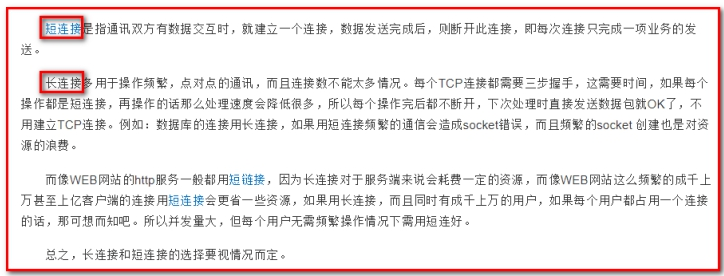 短连接是指通讯双方有数据交互时，就建立一个连接，数据发送完成后，则断开此连接，即每次连接只完成一项业务的发
送。
长连接多用于操作频繁，点对点的通讯，而且连接数不能太多情况。每个TCP连接都需要三步握手，这需要时间，如果每个
操作都是短连接，再操作的话那么处理速度会降低很多，所以每个操作完后都不断开，下次处理时直接发送数据包就OK了，不
用建立TCP连接。例如：数据库的连接用长连接，如果用短连接频繁的通信会造成socket错误，而且频繁的socket 创建也是对资
源的浪费。
而像WEB网站的http服务一般都用短链接，因为长连接对于服务端来说会耗费一定的资源，而像WEB网站这么频繁的成千上
万甚至上亿客户端的连接用短连接会更省一些资源，如果用长连接，而且同时有成千上万的用户，如果每个用户都占用一个连接
的话，那可想而知吧。所以并发量大，但每个用户无需频繁操作情况下需用短连好。
总之，长连接和短连接的选择要视情况而定。